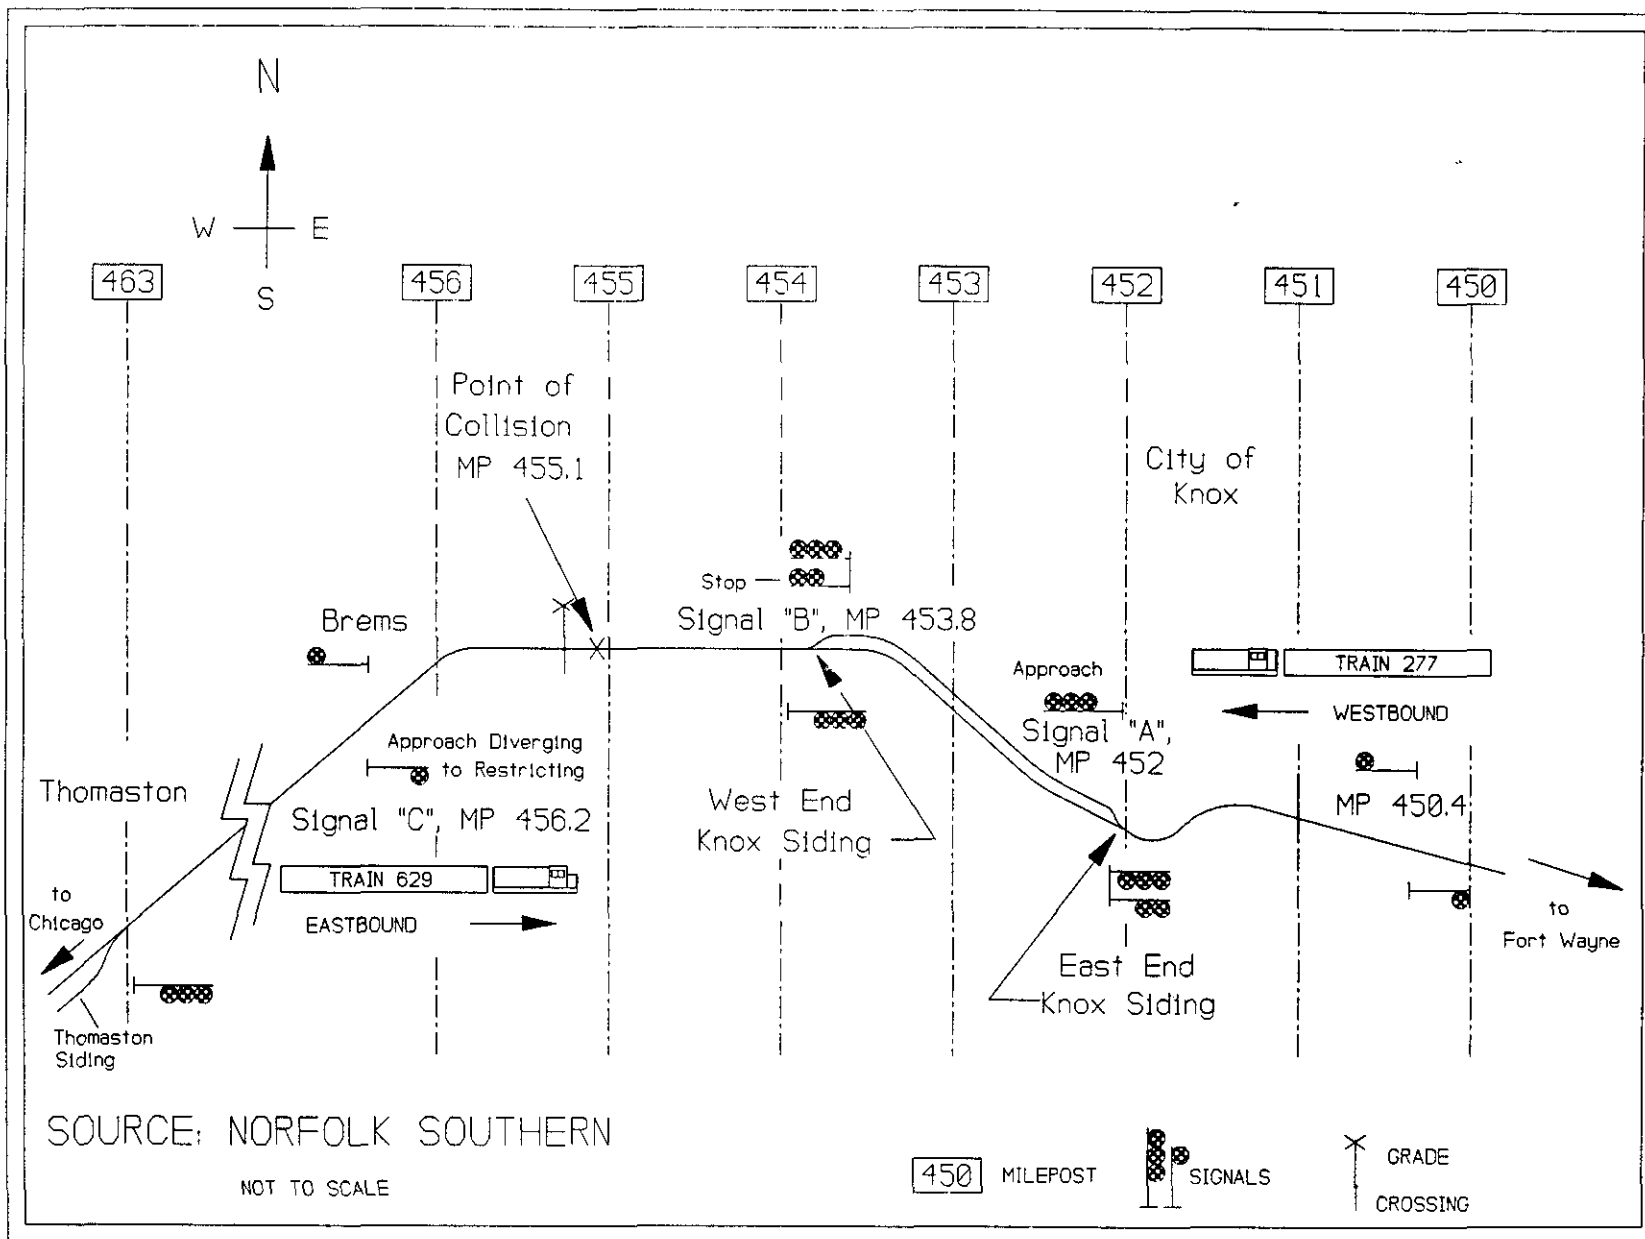 N
W
E
S
463
456
455
454
453
452
451
450
Point of
Collision
MP 455.1
City of
Knox
Stop
Signal "B", MP 453.8
Brems
Approach
Signal "A",
MP 452
TRAIN 277
WESTBOUND
MP 450.4
Approach Diverging
to Restricting
Signal "C", MP 456.2
Thomaston
West End
Knox Siding
TRAIN 629
EASTBOUND
to
Chicago
to
Fort Wayne
East End
Knox Siding
Thomaston
Siding
SOURCE: NORFOLK SOUTHERN
NOT TO SCALE
450 MILEPOST
SIGNALS
GRADE
CROSSING